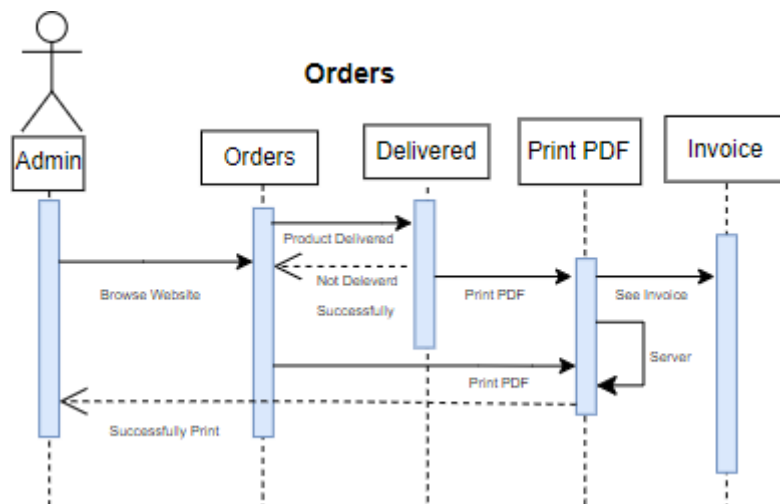 Orders
Admin
Orders
Delivered
Print PDF
Invoice
Product Delivered
Browse Website
Not Deleverd
Successfully
Print PDF
See Invoice
Server
Print PDF
Successfully Print